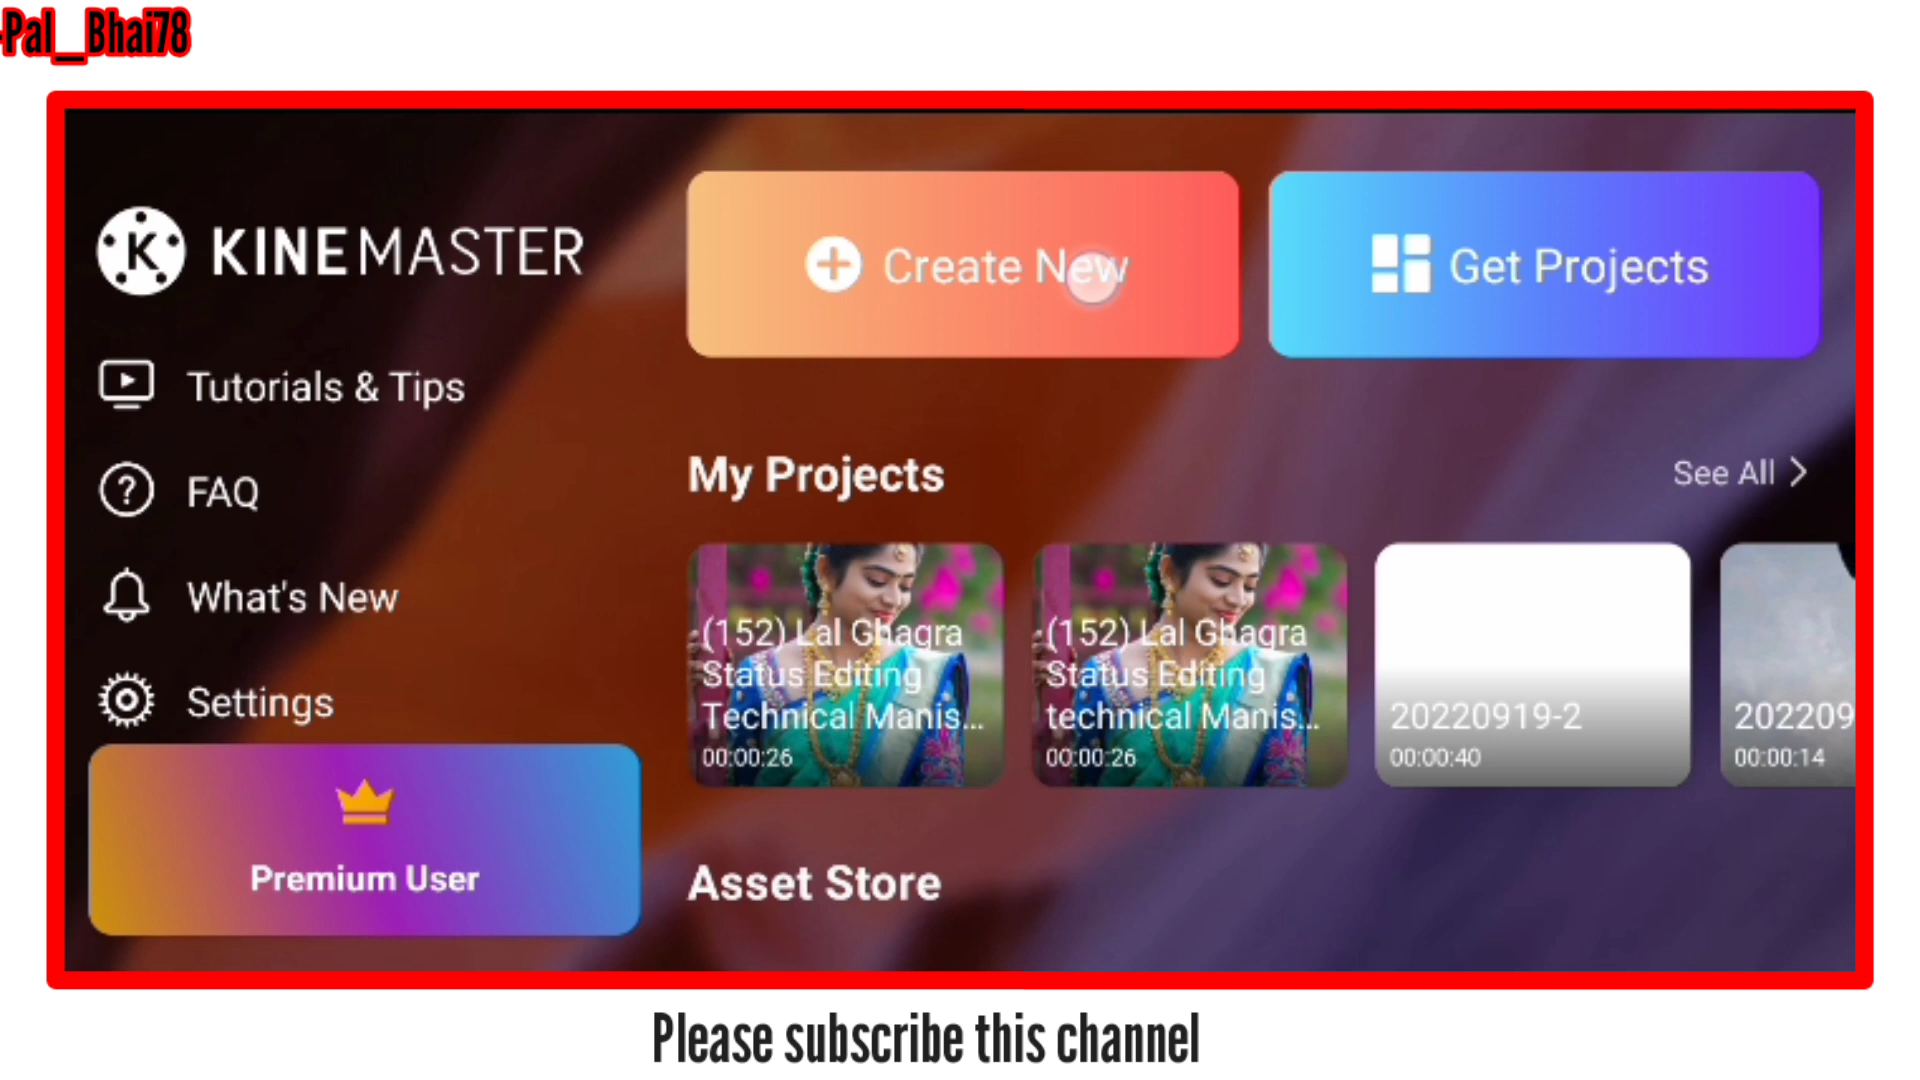 Pal__Bhai78
KINEMASTER
Create New
Get Projects
Tutorials & Tips
FAQ
What's New
Settings
Premium User
My Projects
See All
(152) Lal Ghagra
Status Editing
Technical Manis...
00:00:26
(152) Lal Ghagra
Status Editing
technical Manis...
00:00:26
20220919-2
00:00:40
202209
00:00:14
Asset Store
Please subscribe this channel